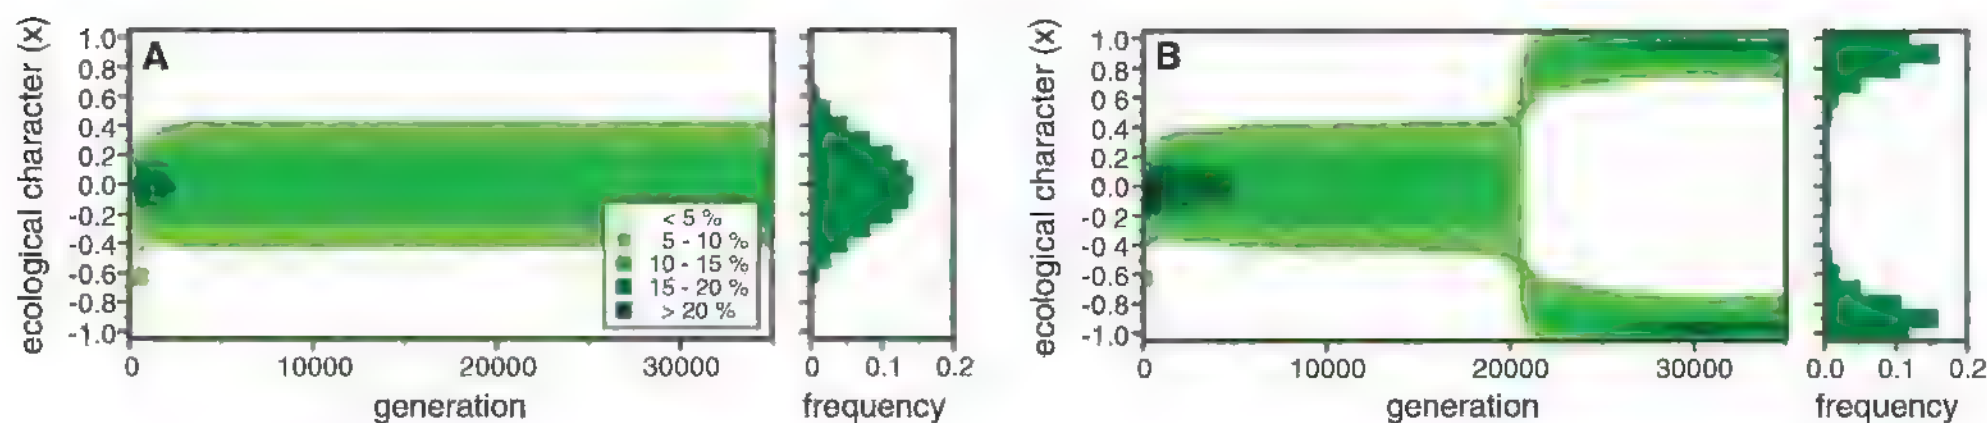 A
ecological character (x)
1.0
0.8
0.6
0.4
0.2
0.0
-0.2
-0.4
-0.6
-0.8
-1.0
< 5 %
5 - 10 %
10 - 15 %
15 - 20 %
> 20 %
0 10000 20000 30000
generation
0 0.1 0.2
frequency
B
ecological character (x)
1.0
0.8
0.6
0.4
0.2
0.0
-0.2
-0.4
-0.6
-0.8
-1.0
0 10000 20000 30000
generation
0.0 0.1 0.2
frequency